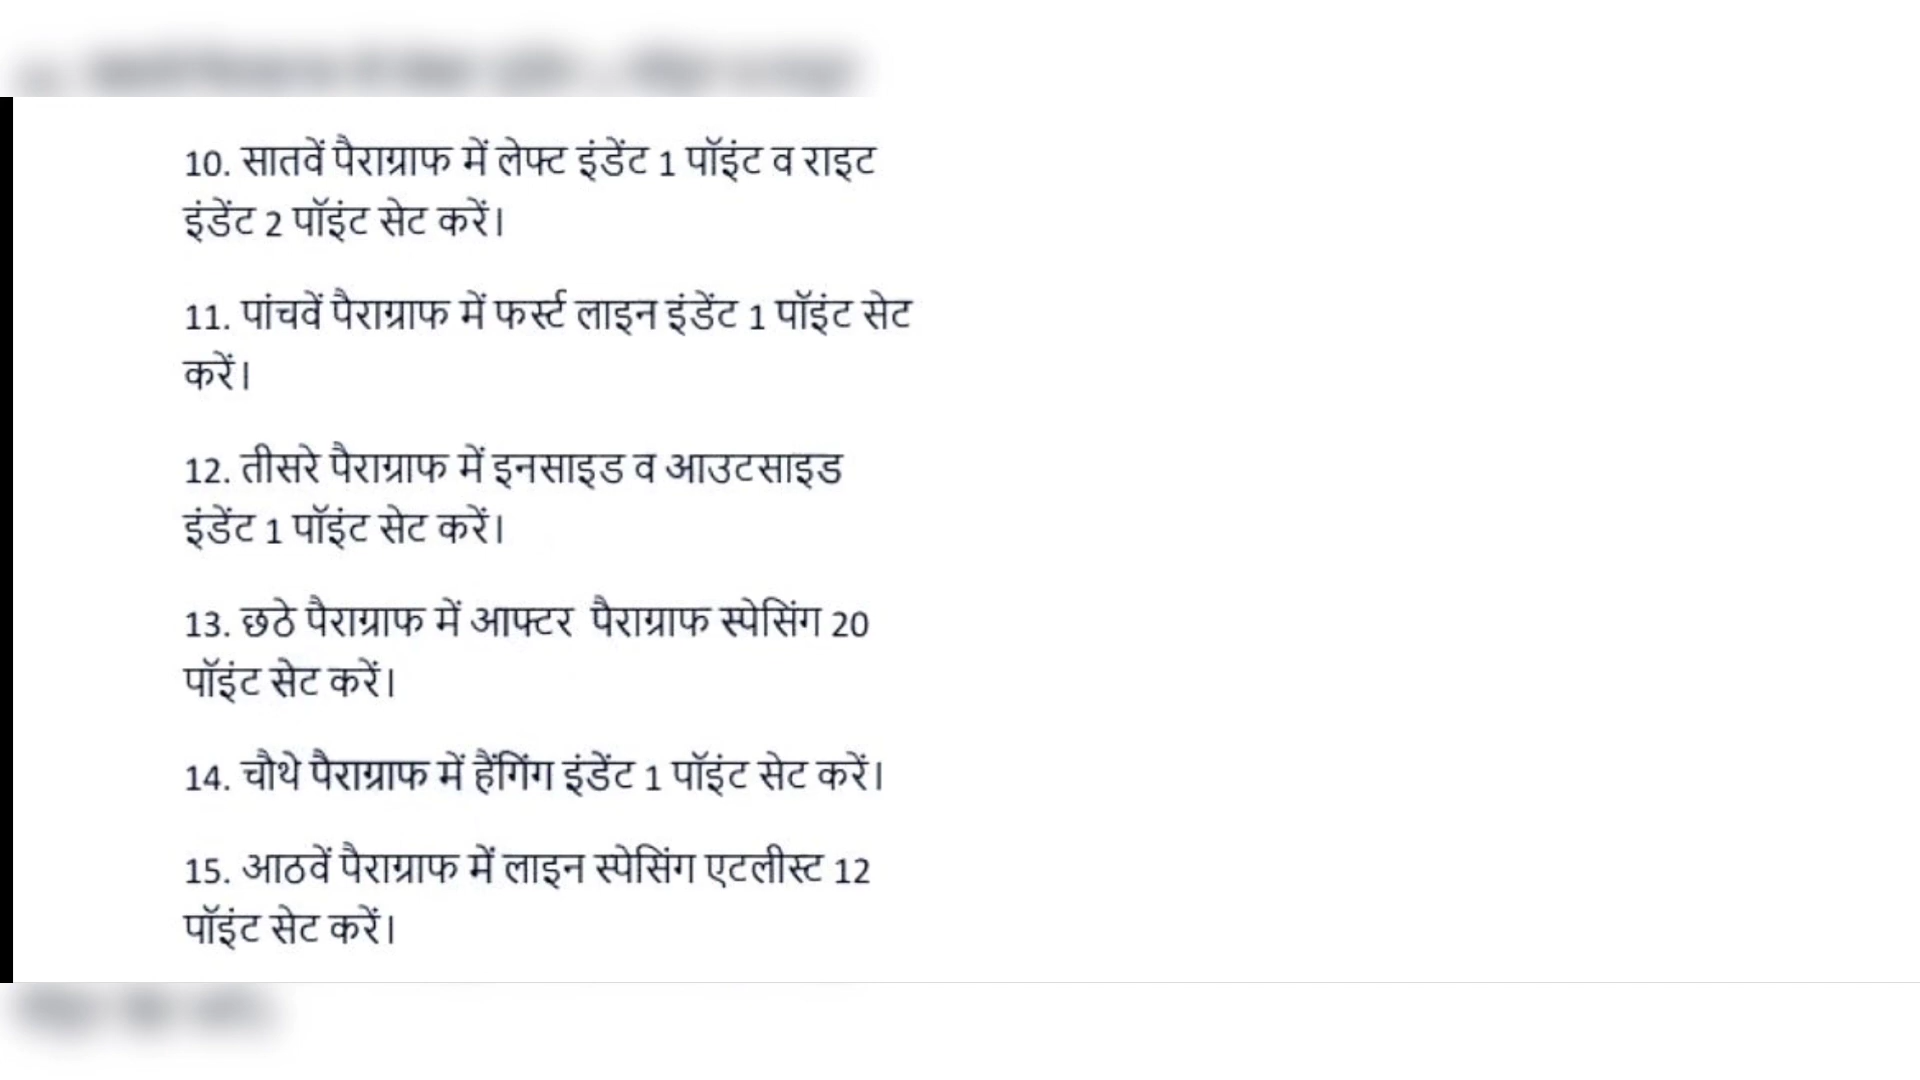 10. सातवें पैराग्राफ में लेफ्ट इंडेंट 1 पॉइंट व राइट
इंडेंट 2 पॉइंट सेट करें।
11. पांचवें पैराग्राफ में फर्स्ट लाइन इंडेंट 1 पॉइंट सेट
करें।
12. तीसरे पैराग्राफ में इनसाइड व आउटसाइड
इंडेंट 1 पॉइंट सेट करें।
13. छठे पैराग्राफ में आफ्टर पैराग्राफ स्पेसिंग 20
पॉइंट सेट करें।
14. चौथे पैराग्राफ में हैंगिंग इंडेंट 1 पॉइंट सेट करें।
15. आठवें पैराग्राफ में लाइन स्पेसिंग एटलीस्ट 12
पॉइंट सेट करें।